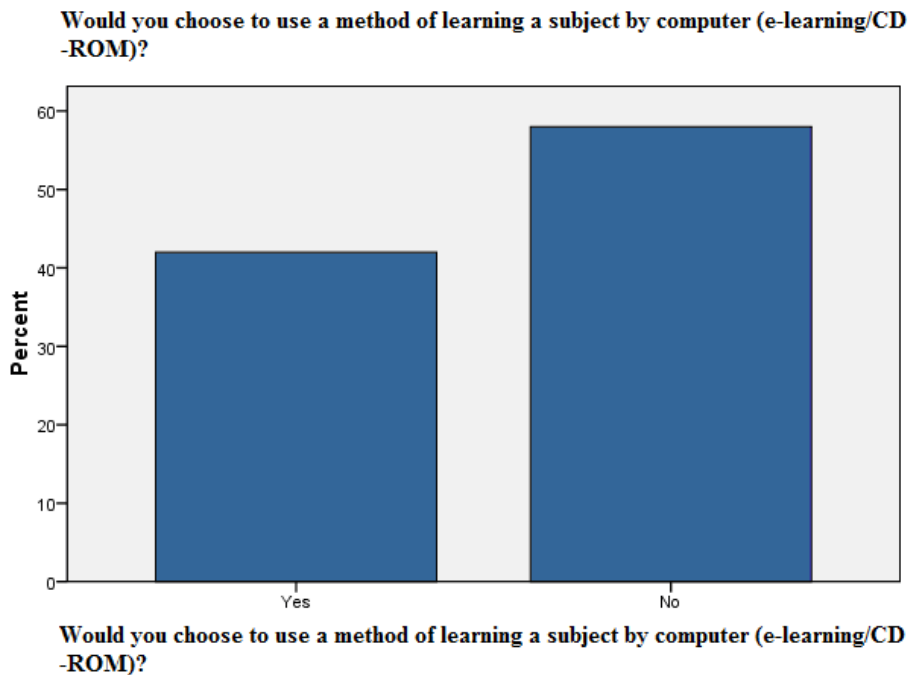 Would you choose to use a method of learning a subject by computer (e-learning/CD
-ROM)?
60
50
40
30
20
10
0
Percent
Yes
No
Would you choose to use a method of learning a subject by computer (e-learning/CD
-ROM)?